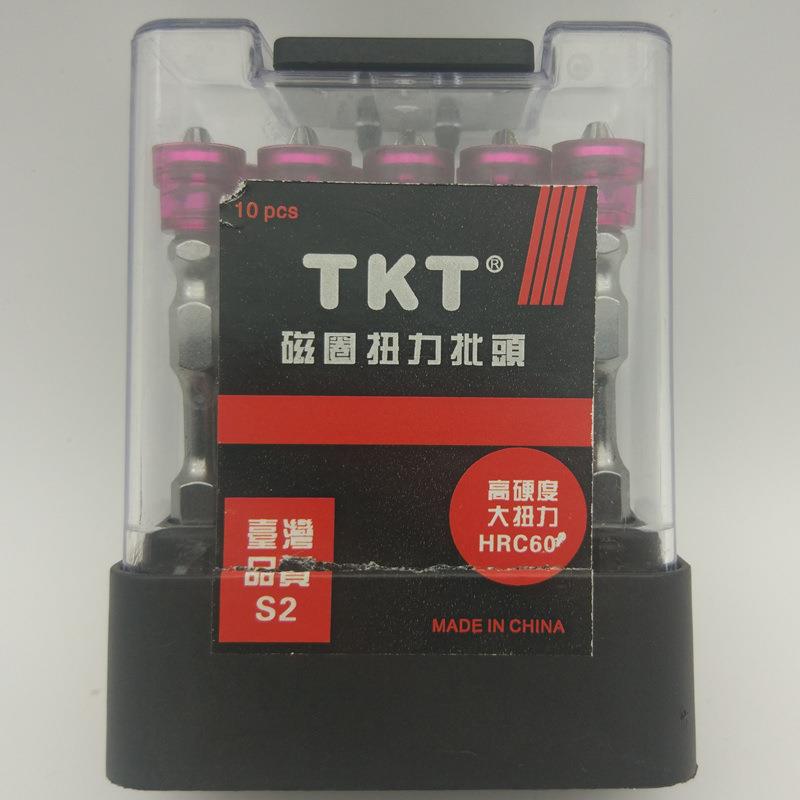 10 pcs
TKT®
磁圈扭力批頭
高硬度
大扭力
HRC60°
臺灣
品質
S2
MADE IN CHINA